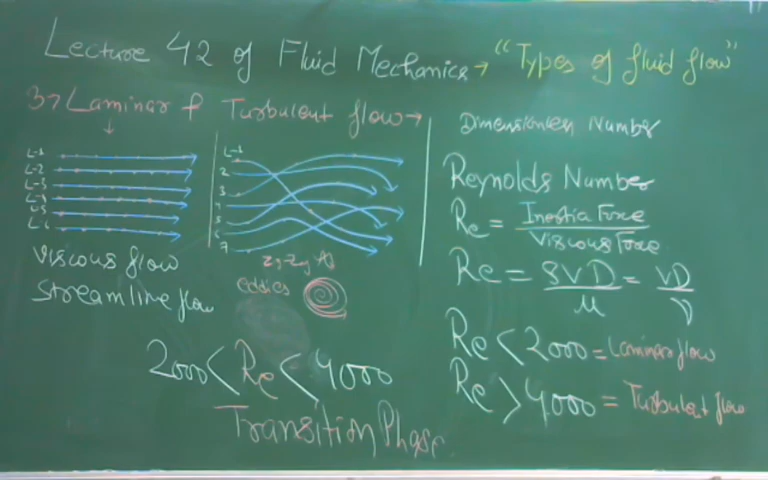 Lecture 42 of Fluid Mechanics → "Types of fluid flow"
3→ Laminar & Turbulent flow →
L-1
L-2
L-3
L-4
L-5
L-6
Viscous flow
Streamline flow
L-1
2
3
4
5
6
7
Zig-Zag
eddies
Dimensionless Number
Reynolds Number
Re = Inertia Force / Viscous Force
Re = ρVD / μ = VD / ν
Re < 2000 = Laminar flow
Re > 4000 = Turbulent flow
2000 < Re < 4000
Transition Phase